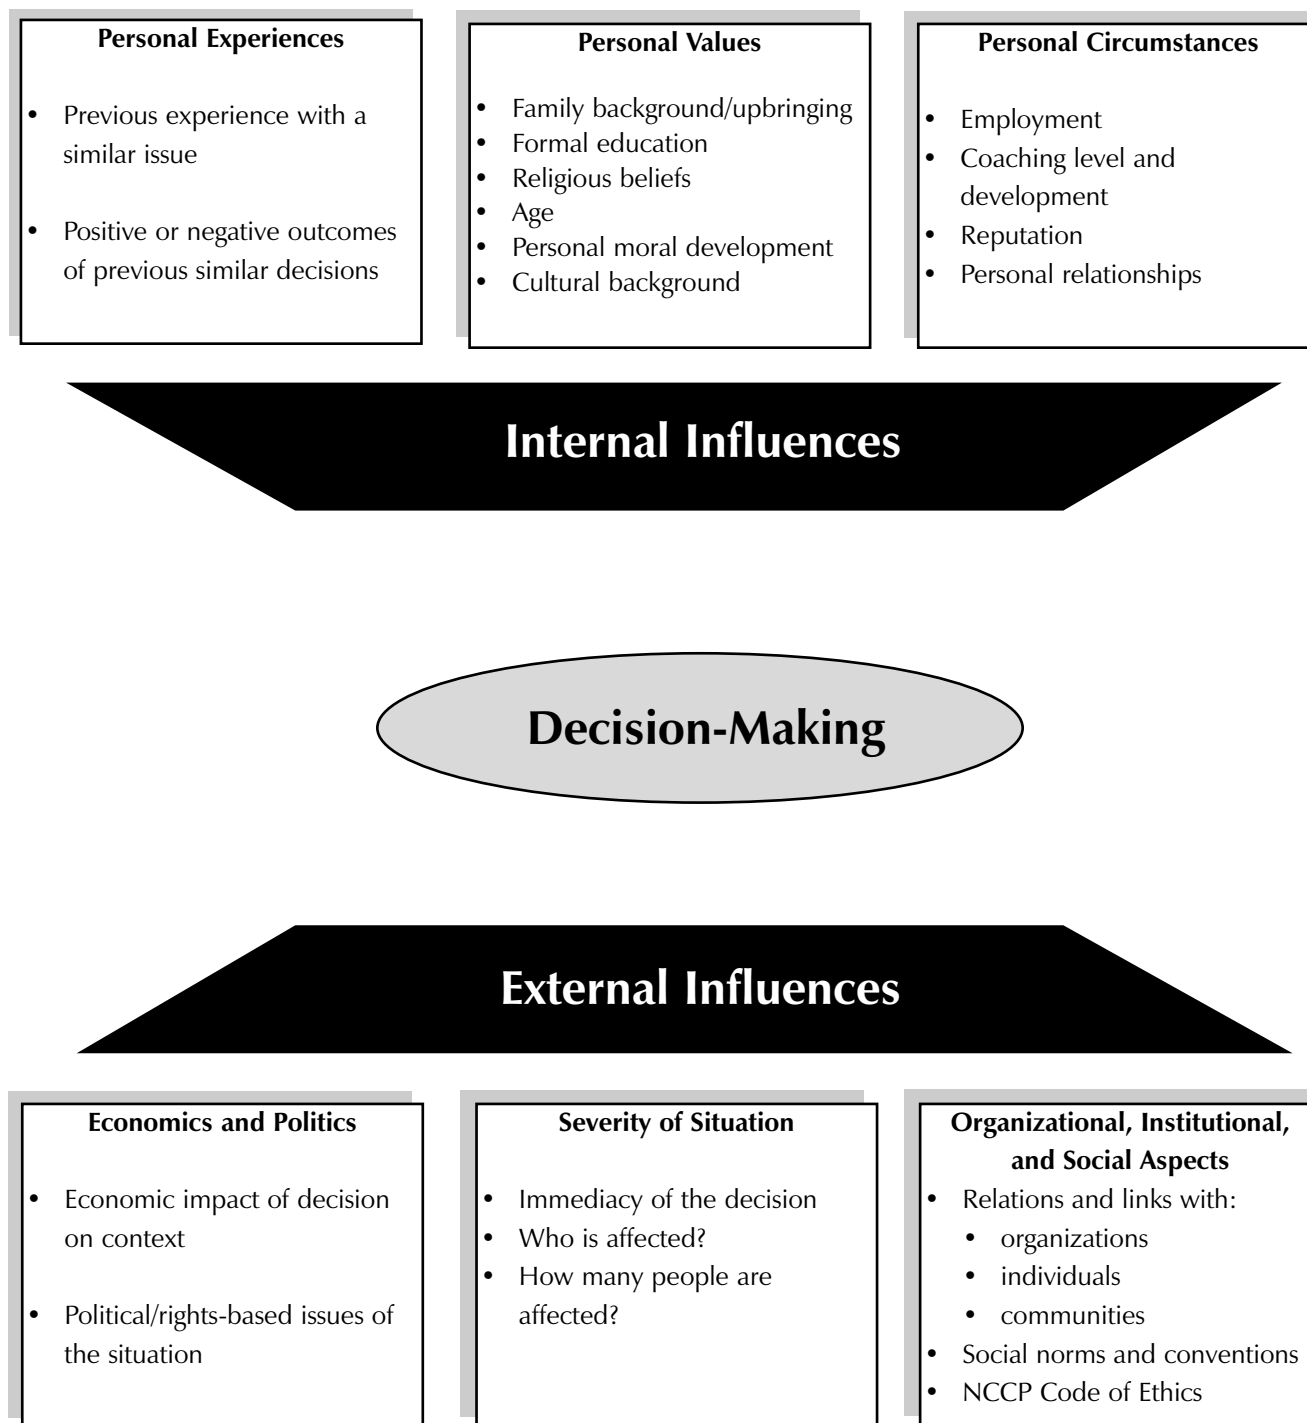 Personal Experiences
• Previous experience with a
similar issue
• Positive or negative outcomes
of previous similar decisions
Personal Values
• Family background/upbringing
• Formal education
• Religious beliefs
• Age
• Personal moral development
• Cultural background
Personal Circumstances
• Employment
• Coaching level and
development
• Reputation
• Personal relationships
Internal Influences
Decision-Making
External Influences
Economics and Politics
• Economic impact of decision
on context
• Political/rights-based issues of
the situation
Severity of Situation
• Immediacy of the decision
• Who is affected?
• How many people are
affected?
Organizational, Institutional,
and Social Aspects
• Relations and links with:
• organizations
• individuals
• communities
• Social norms and conventions
• NCCP Code of Ethics